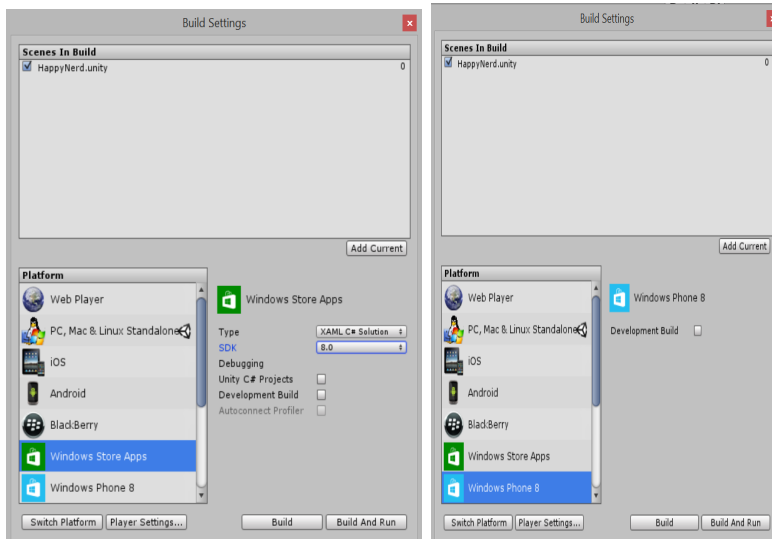 Build Settings
Scenes In Build
HappyNerd.unity 0
Add Current
Platform
Web Player
PC, Mac & Linux Standalone
iOS
Android
BlackBerry
Windows Store Apps
Windows Phone 8
Windows Store Apps
Type XAML C# Solution
SDK 8.0
Debugging
Unity C# Projects
Development Build
Autoconnect Profiler
Switch Platform Player Settings... Build Build And Run
Build Settings
Scenes In Build
HappyNerd.unity 0
Add Current
Platform
Web Player
PC, Mac & Linux Standalone
iOS
Android
BlackBerry
Windows Store Apps
Windows Phone 8
Windows Phone 8
Development Build
Switch Platform Player Settings... Build Build And Run